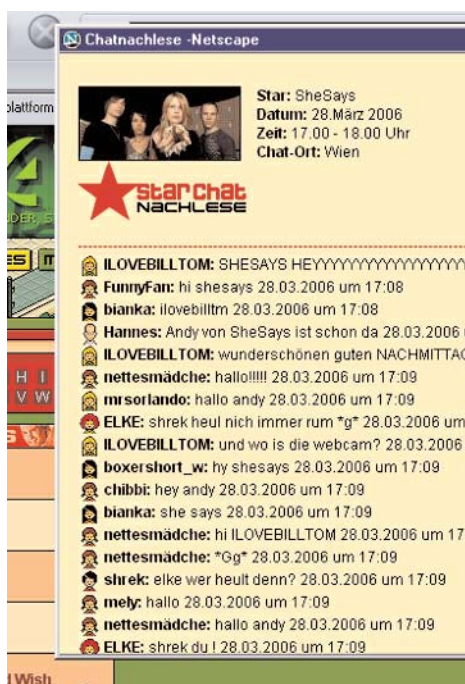 Chatnachlese -Netscape
plattform
Star: SheSays
Datum: 28.März 2006
Zeit: 17.00 - 18.00 Uhr
Chat-Ort: Wien
starchat
NACHLESE
ILOVEBILLTOM: SHESAYS HEYYYYYYYYYYYYYYYYY
FunnyFan: hi shesays 28.03.2006 um 17:08
bianka: ilovebilltm 28.03.2006 um 17:08
Hannes: Andy von SheSays ist schon da 28.03.2006
ILOVEBILLTOM: wunderschönen guten NACHMITTAG
nettesmädche: hallo!!!!! 28.03.2006 um 17:09
mrsorlando: hallo andy 28.03.2006 um 17:09
ELKE: shrek heul nich immer rum *g* 28.03.2006 um
ILOVEBILLTOM: und wo is die webcam? 28.03.2006
boxershort_w: hy shesays 28.03.2006 um 17:09
chibbi: hey andy 28.03.2006 um 17:09
bianka: she says 28.03.2006 um 17:09
nettesmädche: hi ILOVEBILLTOM 28.03.2006 um 17
nettesmädche: *Gg* 28.03.2006 um 17:09
shrek: elke wer heult denn? 28.03.2006 um 17:09
mely: hallo 28.03.2006 um 17:09
nettesmädche: hallo andy 28.03.2006 um 17:09
ELKE: shrek du ! 28.03.2006 um 17:09
H I
V W
Wish